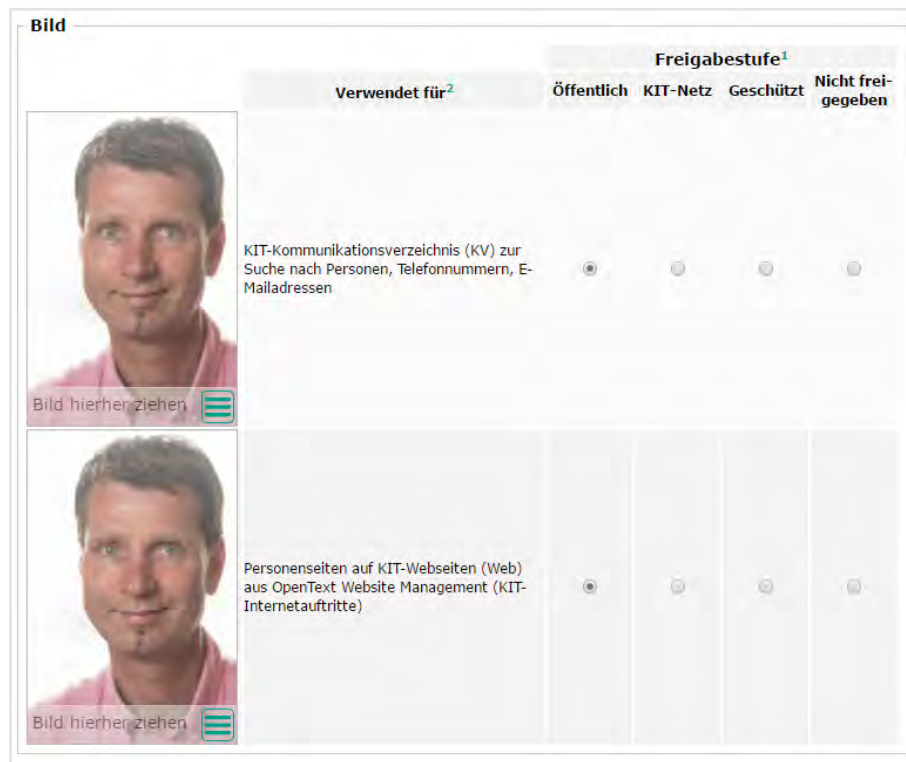 Bild
Freigabestufe¹
Verwendet für²
Öffentlich KIT-Netz Geschützt Nicht frei-
gegeben
KIT-Kommunikationsverzeichnis (KV) zur
Suche nach Personen, Telefonnummern, E-
Mailadressen
Bild hierher ziehen
Personenseiten auf KIT-Webseiten (Web)
aus OpenText Website Management (KIT-
Internetauftritte)
Bild hierher ziehen